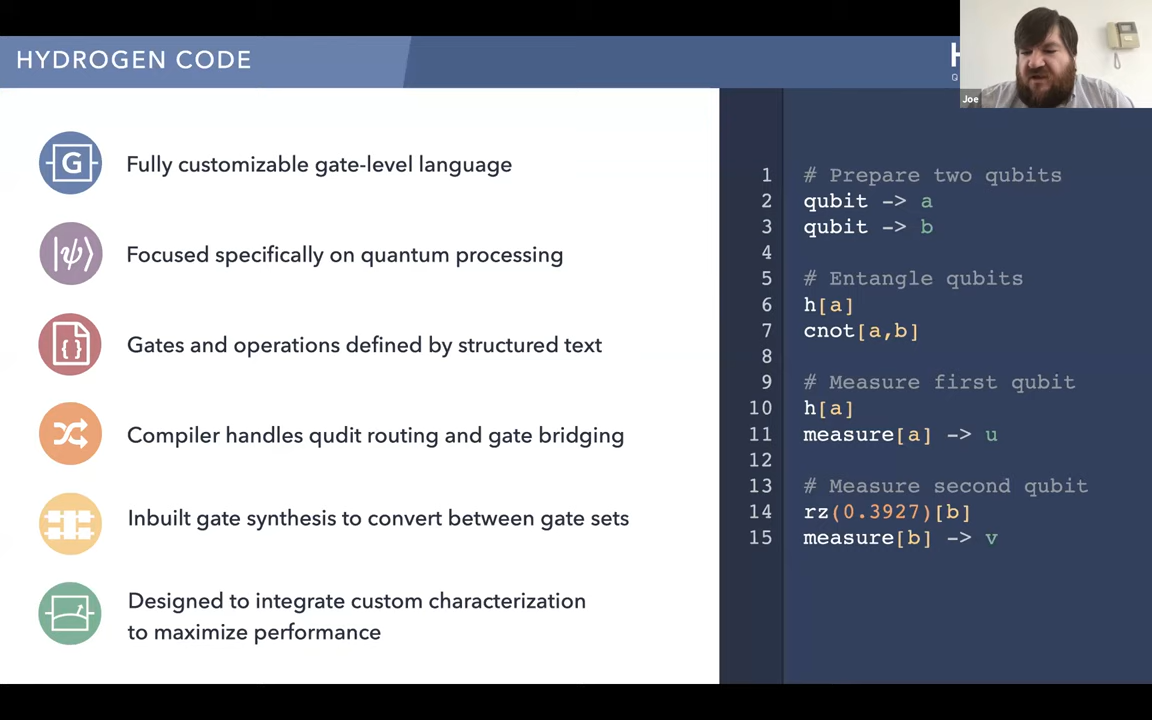 HYDROGEN CODE
H
Joe
G
Fully customizable gate-level language
|ψ⟩
Focused specifically on quantum processing
{}
Gates and operations defined by structured text
Compiler handles qudit routing and gate bridging
Inbuilt gate synthesis to convert between gate sets
Designed to integrate custom characterization
to maximize performance
1 # Prepare two qubits
2 qubit -> a
3 qubit -> b
4
5 # Entangle qubits
6 h[a]
7 cnot[a,b]
8
9 # Measure first qubit
10 h[a]
11 measure[a] -> u
12
13 # Measure second qubit
14 rz(0.3927)[b]
15 measure[b] -> v